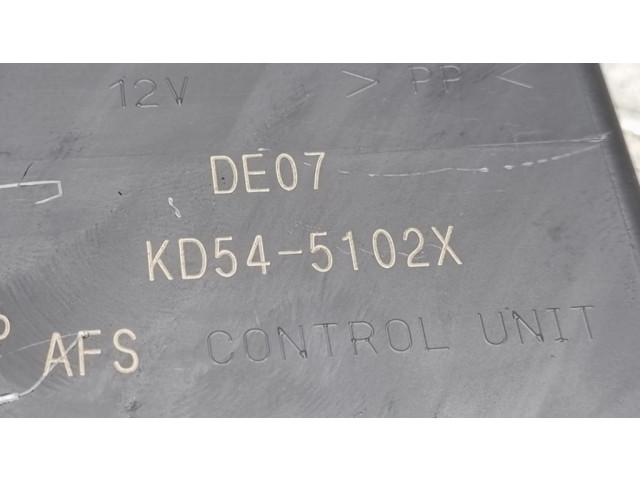 12V > PP <
DE07
KD54-5102X
P AFS CONTROL UNIT